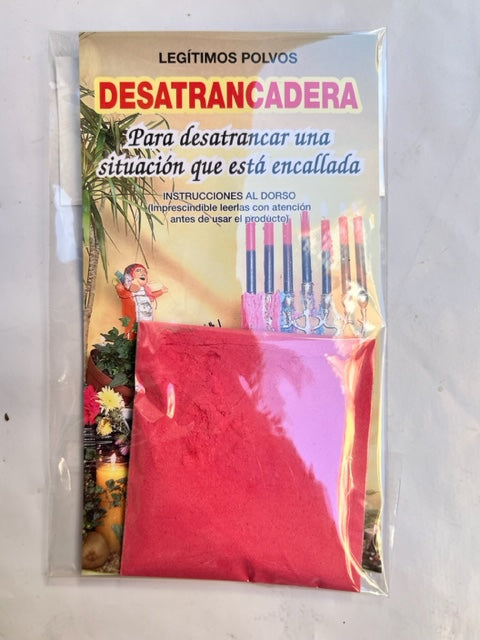 LEGÍTIMOS POLVOS
DESATRANCADERA
Para desatrancar una
situación que está encallada
INSTRUCCIONES AL DORSO
(Imprescindible leerlas con atención
antes de usar el producto)